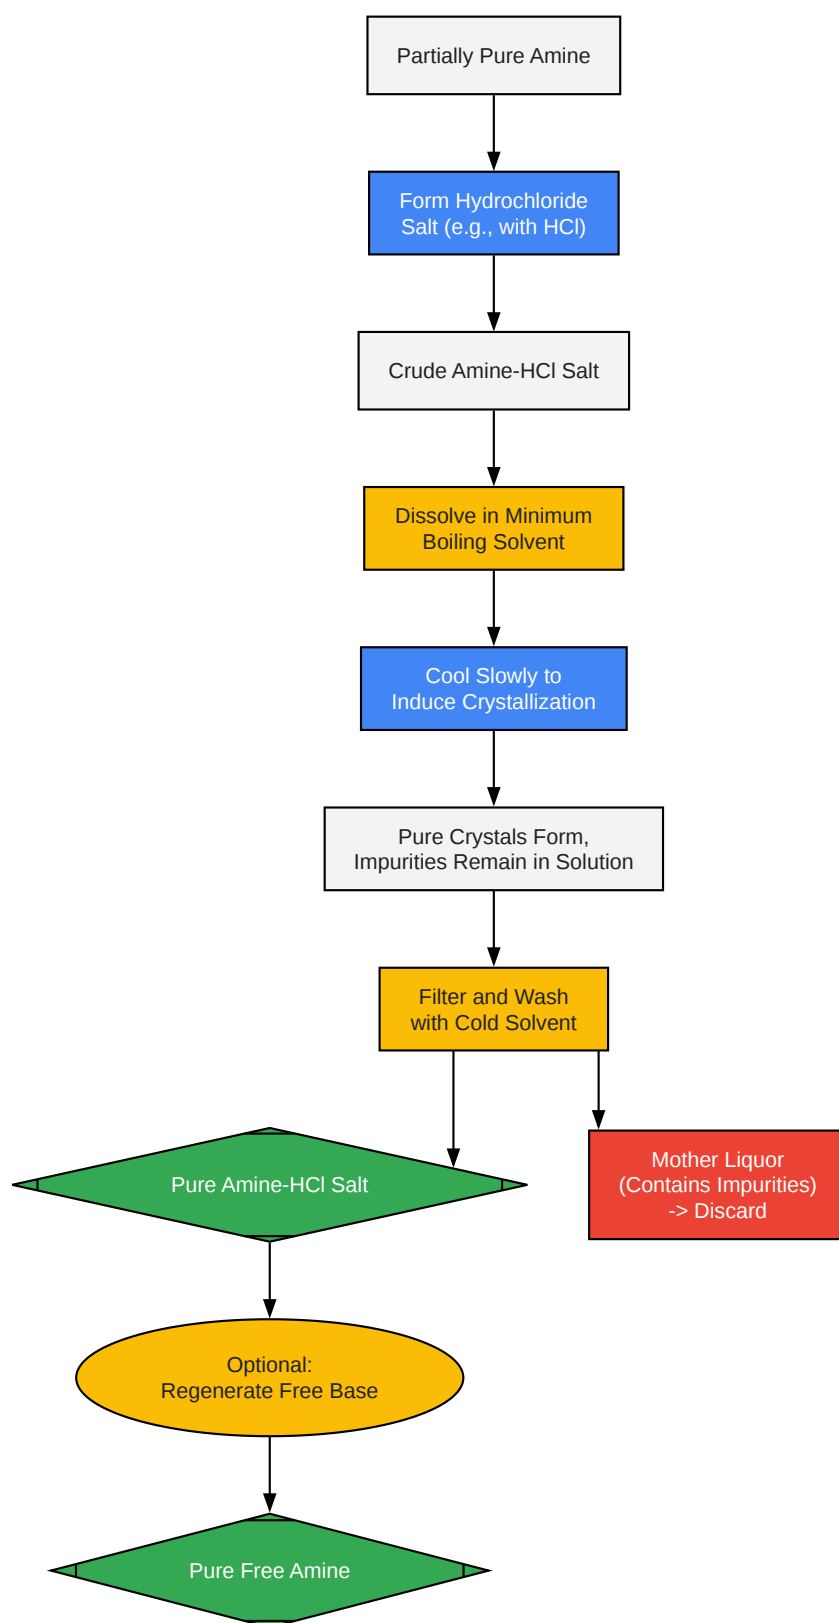 Partially Pure Amine
Form Hydrochloride
Salt (e.g., with HCl)
Crude Amine-HCl Salt
Dissolve in Minimum
Boiling Solvent
Cool Slowly to
Induce Crystallization
Pure Crystals Form,
Impurities Remain in Solution
Filter and Wash
with Cold Solvent
Pure Amine-HCl Salt
Mother Liquor
(Contains Impurities)
-> Discard
Optional:
Regenerate Free Base
Pure Free Amine